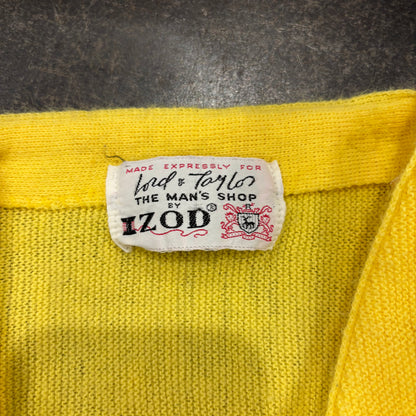 MADE EXPRESSLY FOR
Lord & Taylor
THE MAN'S SHOP
BY
IZOD®